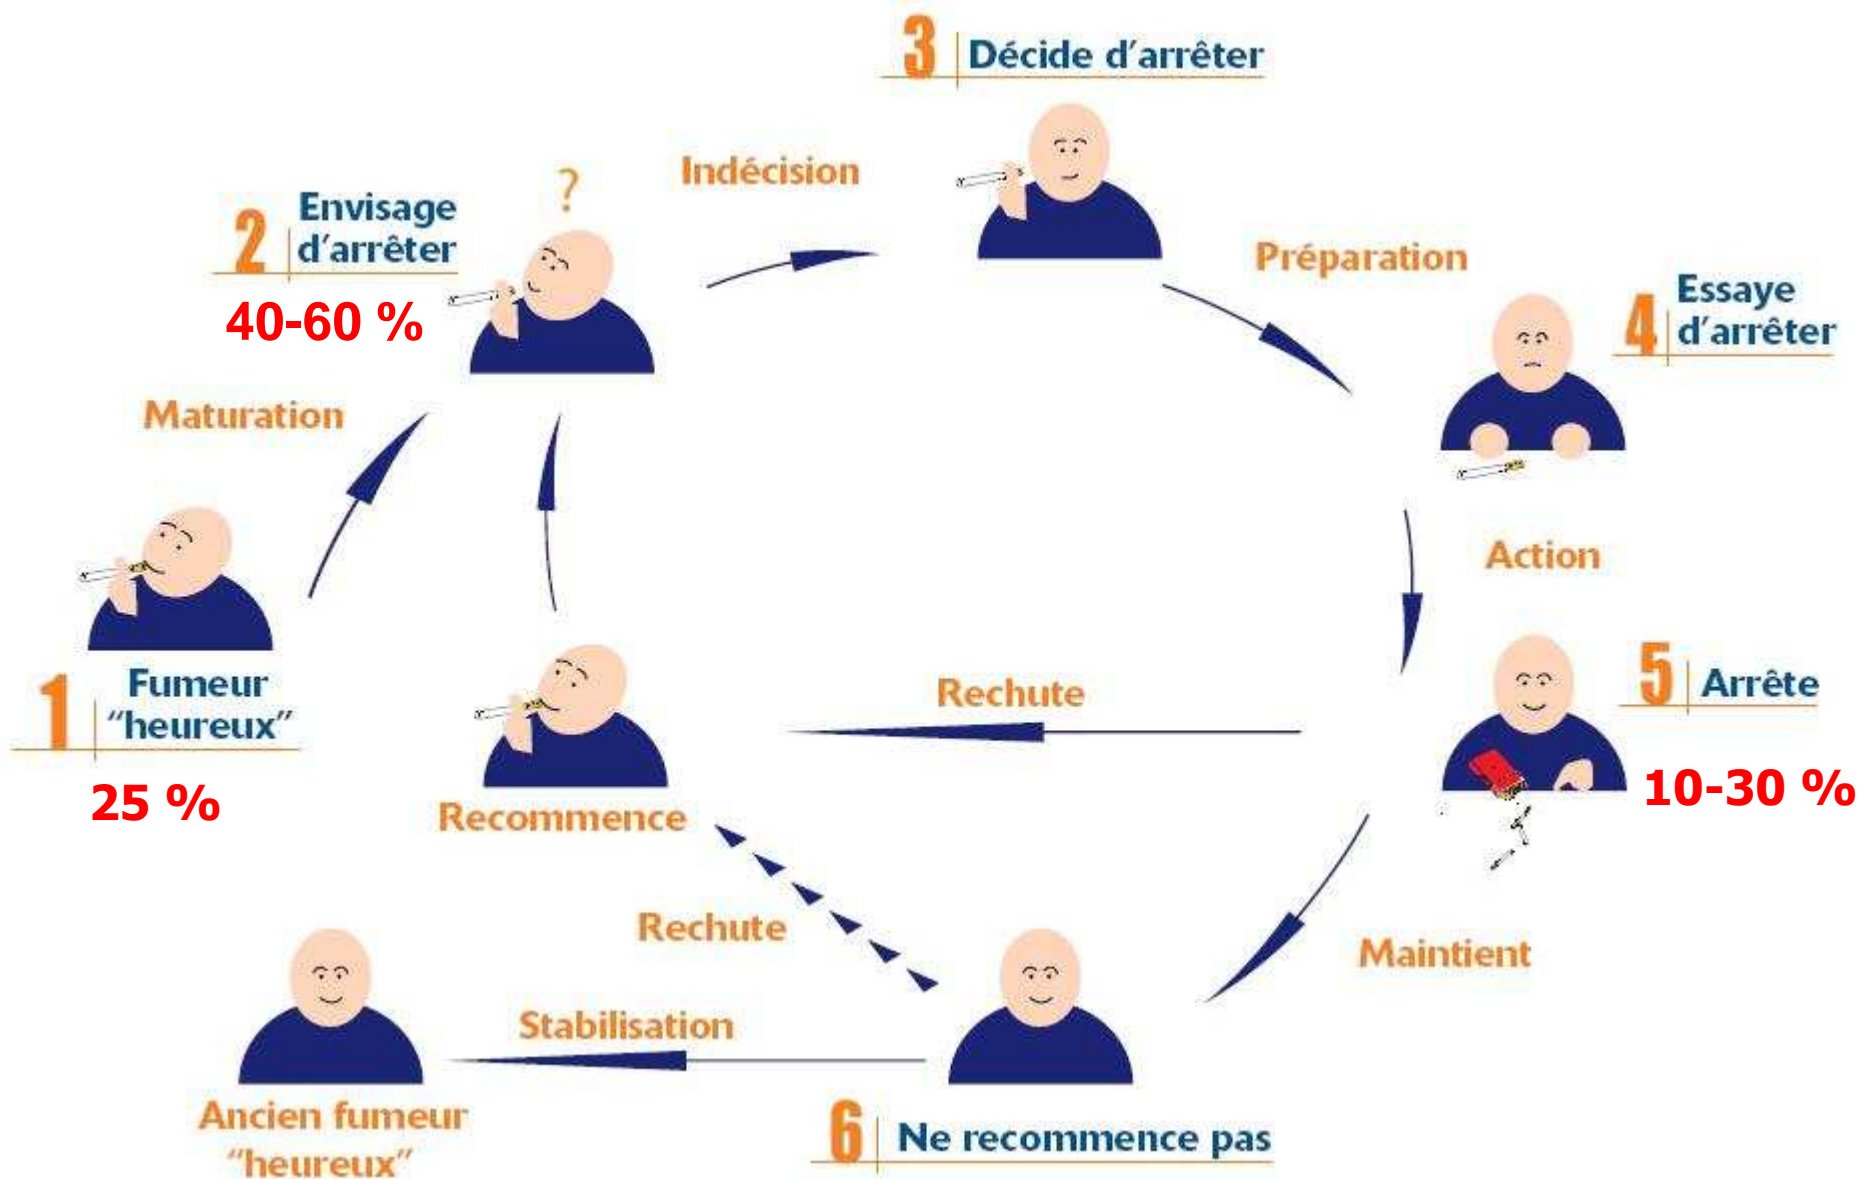 3 Décide d'arrêter
Indécision
?
2 Envisage
d'arrêter
40-60 %
Préparation
4 Essaye
d'arrêter
Maturation
Action
1 Fumeur
"heureux"
25 %
Rechute
5 Arrête
10-30 %
Recommence
Rechute
Maintient
Stabilisation
Ancien fumeur
"heureux"
6 Ne recommence pas